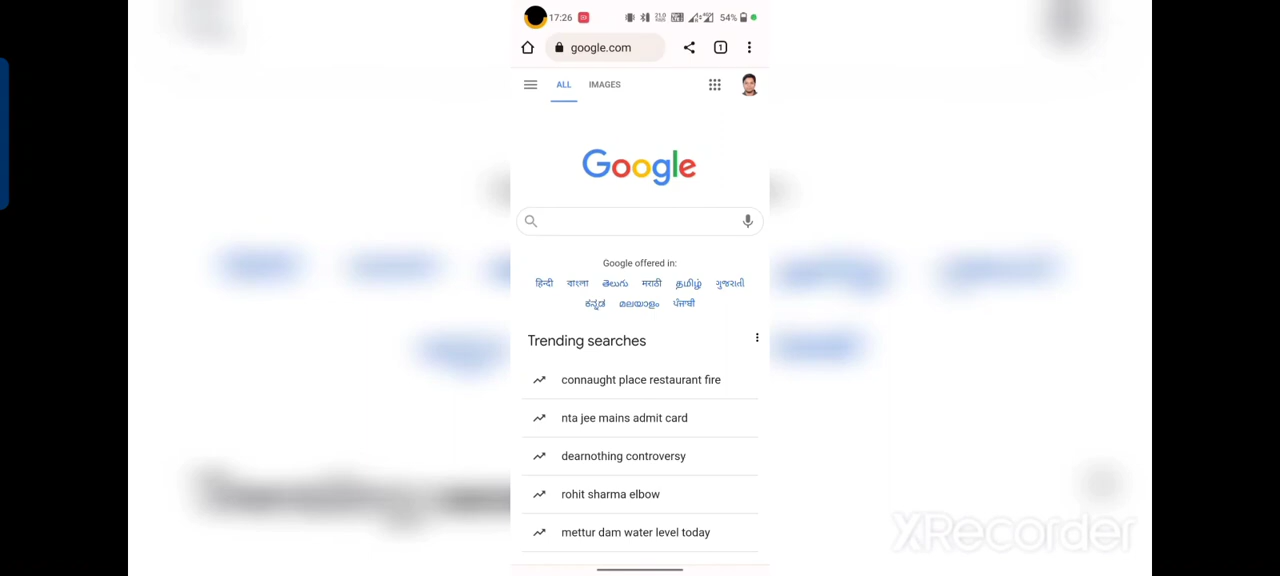 17:26 54%
google.com 1
ALL IMAGES
Google
Google offered in:
हिन्दी বাংলা తెలుగు मराठी தமிழ் ગુજરાતી
ಕನ್ನಡ മലയാളം ਪੰਜਾਬੀ
Trending searches
connaught place restaurant fire
nta jee mains admit card
dearnothing controversy
rohit sharma elbow
mettur dam water level today
XRecorder